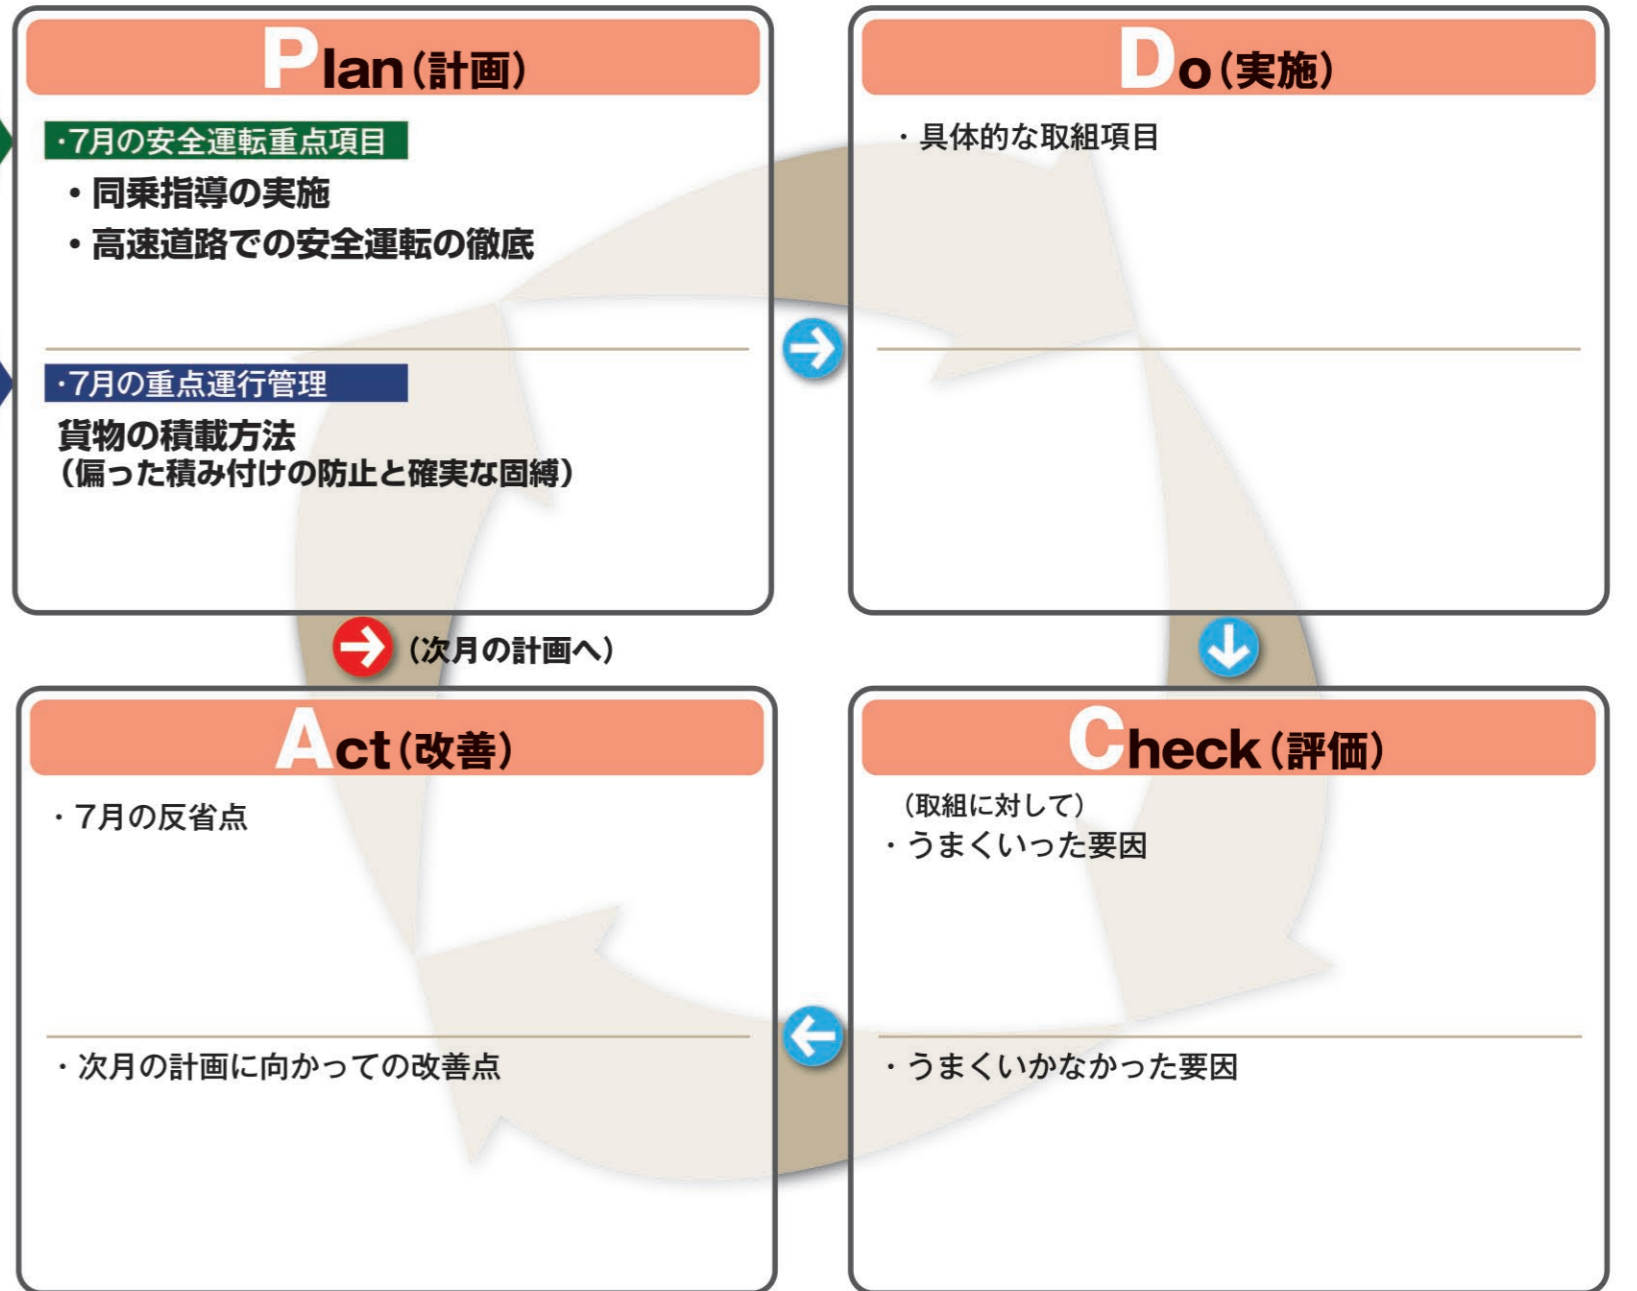 Plan(計画)
・7月の安全運転重点項目
・同乗指導の実施
・高速道路での安全運転の徹底
・7月の重点運行管理
貨物の積載方法
(偏った積み付けの防止と確実な固縛)
Do(実施)
・具体的な取組項目
(次月の計画へ)
Act(改善)
・7月の反省点
・次月の計画に向かっての改善点
Check(評価)
(取組に対して)
・うまくいった要因
・うまくいかなかった要因